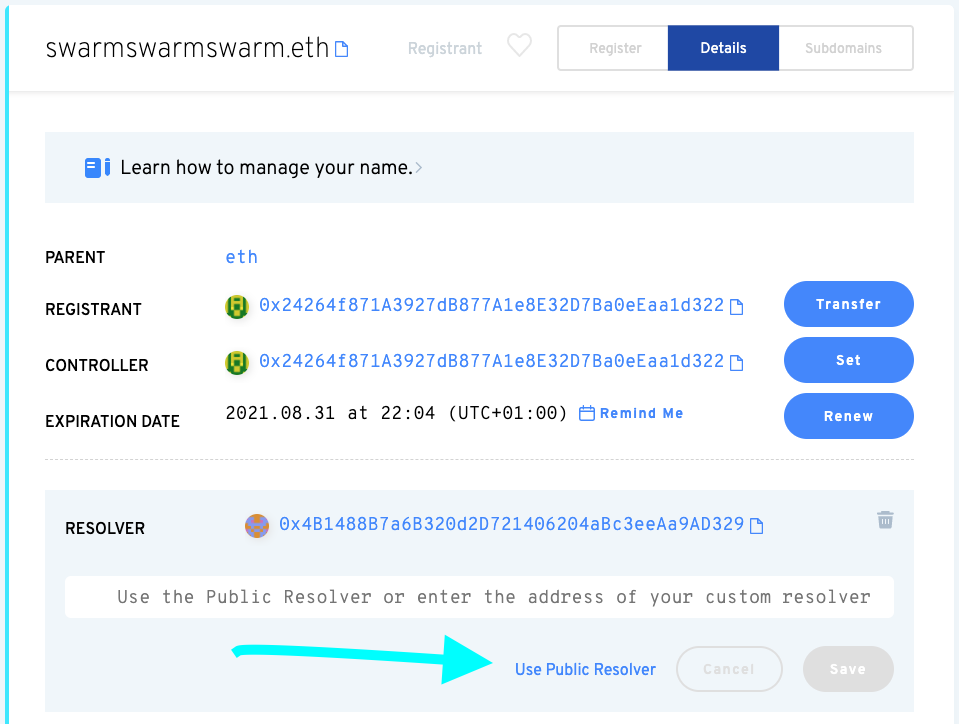 swarmswarmswarm.eth Registrant Register Details Subdomains
Learn how to manage your name.
PARENT eth
REGISTRANT 0x24264f871A3927dB877A1e8E32D7Ba0eEaa1d322 Transfer
CONTROLLER 0x24264f871A3927dB877A1e8E32D7Ba0eEaa1d322 Set
EXPIRATION DATE 2021.08.31 at 22:04 (UTC+01:00) Remind Me Renew
RESOLVER 0x4B1488B7a6B320d2D721406204aBc3eeAa9AD329
Use the Public Resolver or enter the address of your custom resolver
Use Public Resolver Cancel Save